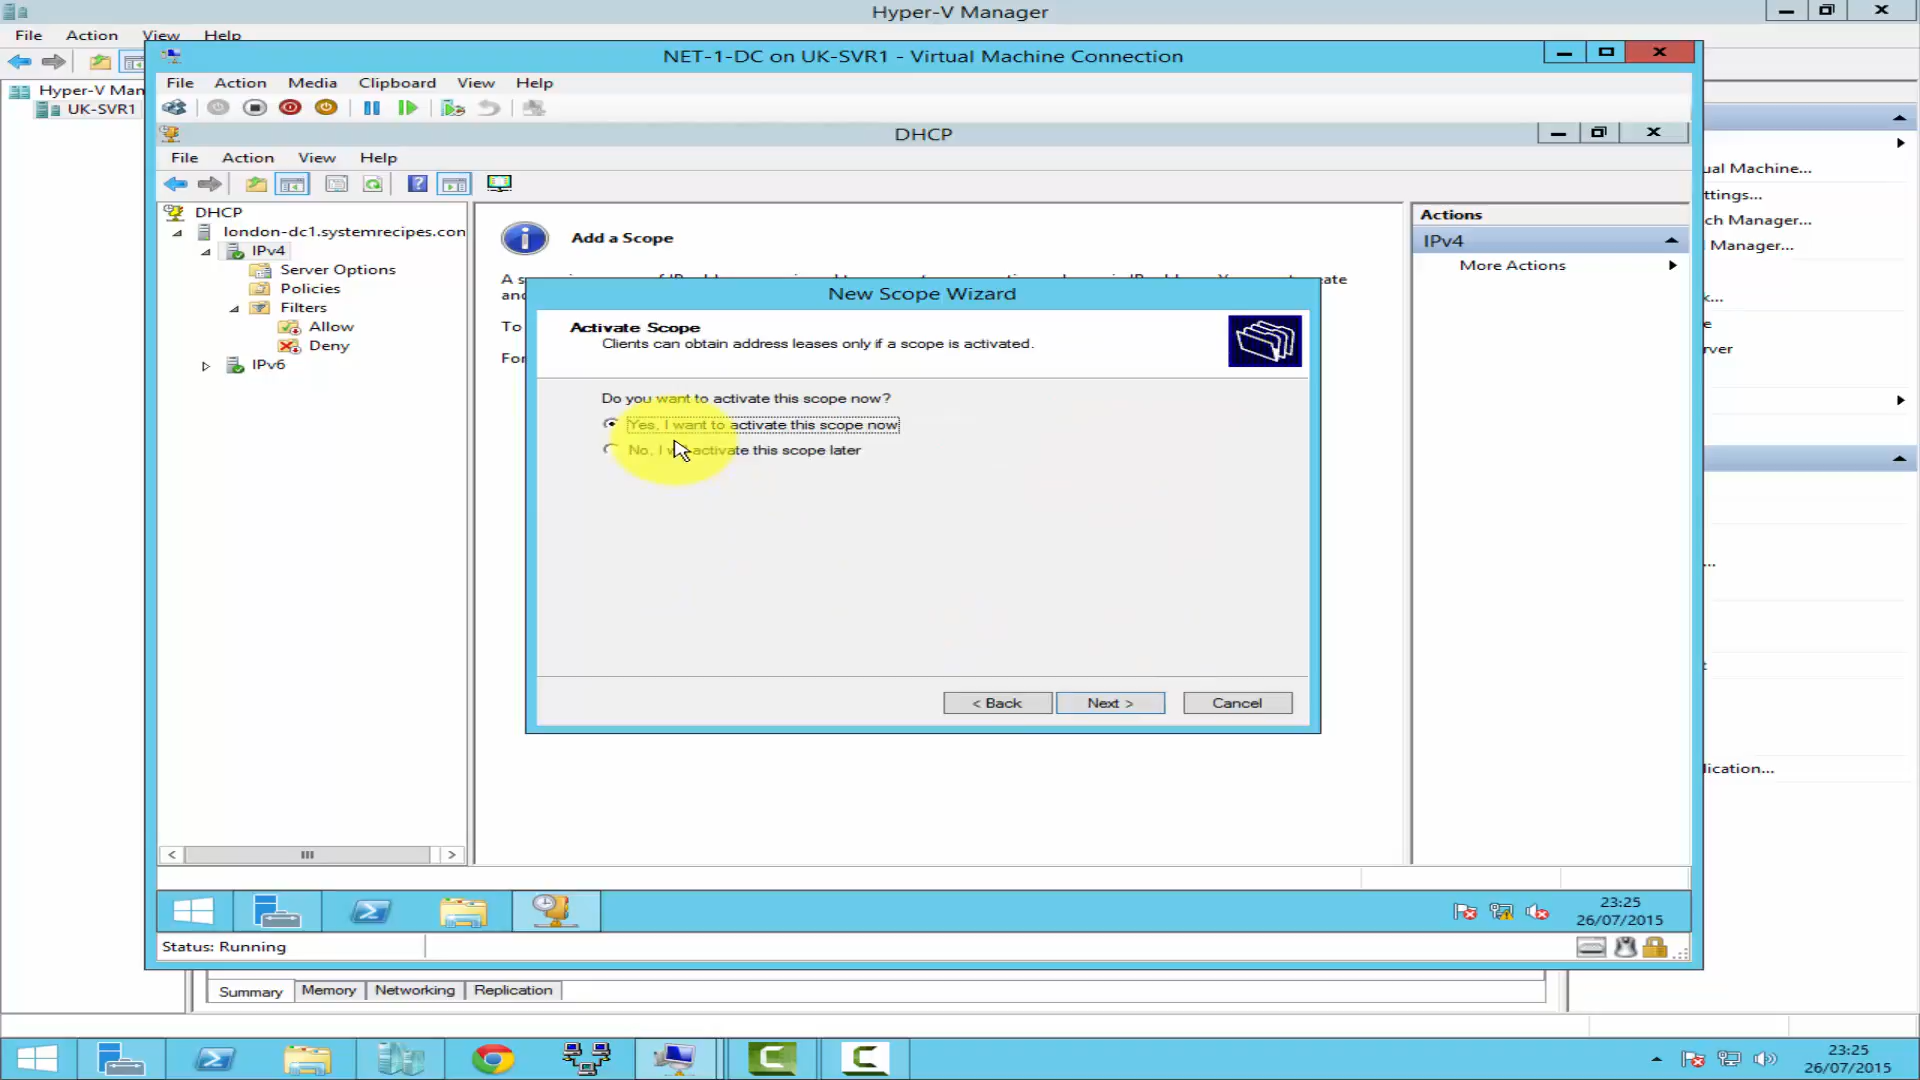 Hyper-V Manager
File Action View Help
NET-1-DC on UK-SVR1 - Virtual Machine Connection
File Action Media Clipboard View Help
Hyper-V Man
UK-SVR1
DHCP
File Action View Help
DHCP
london-dc1.systemrecipes.con
IPv4
Server Options
Policies
Filters
Allow
Deny
IPv6
Add a Scope
To
For
New Scope Wizard
Activate Scope
Clients can obtain address leases only if a scope is activated.
Do you want to activate this scope now?
Yes, I want to activate this scope now
No, I will activate this scope later
< Back Next > Cancel
Actions
IPv4
More Actions
ual Machine...
ttings...
ch Manager...
l Manager...
k...
e
rver
...
lication...
23:25
26/07/2015
Status: Running
Summary Memory Networking Replication
23:25
26/07/2015